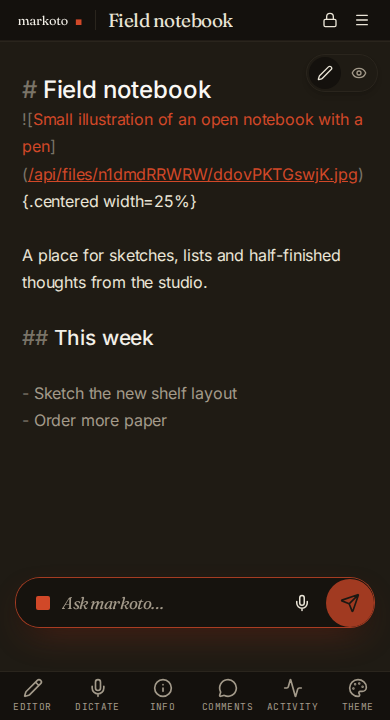 markoto
Field notebook
# Field notebook
![Small illustration of an open notebook with a
pen]
(/api/files/n1dmdRRWRW/ddovPKTGswjK.jpg)
{.centered width=25%}
A place for sketches, lists and half-finished
thoughts from the studio.
## This week
- Sketch the new shelf layout
- Order more paper
Ask markoto...
EDITOR
DICTATE
INFO
COMMENTS
ACTIVITY
THEME